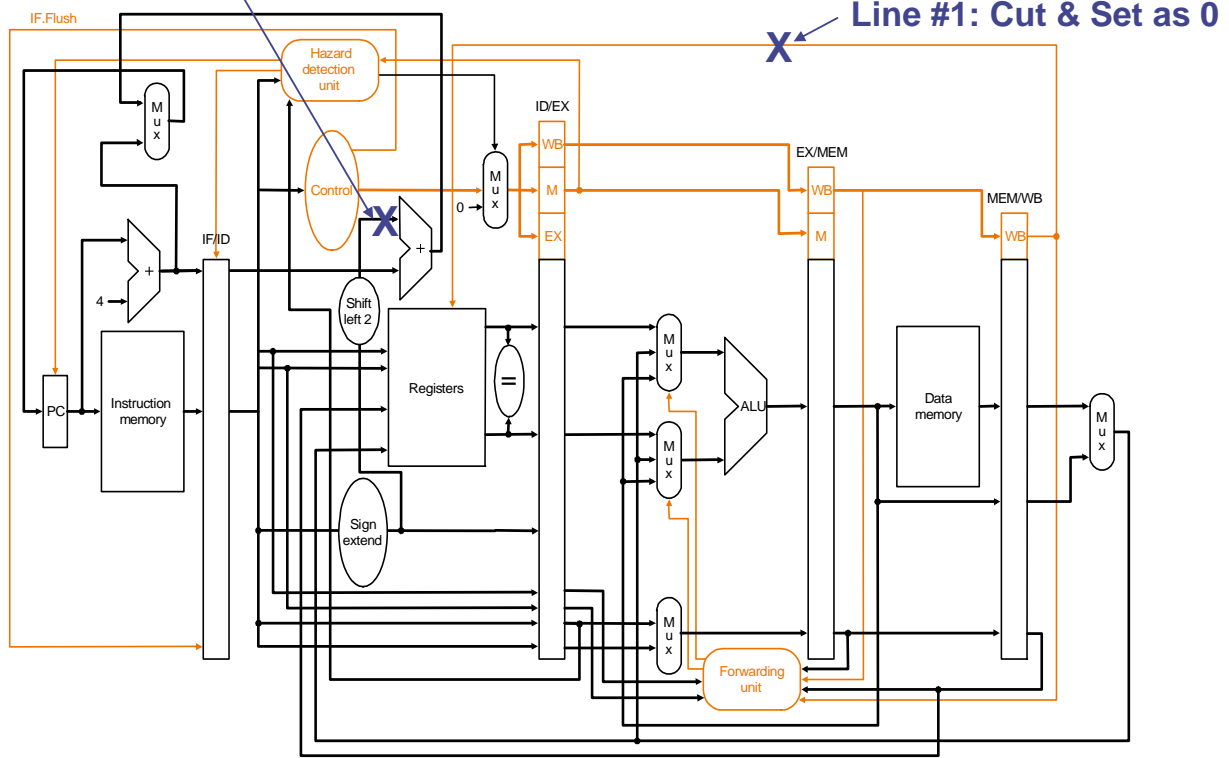 Line #1: Cut & Set as 0
IF.Flush
Hazard
detection
unit
M
u
x
ID/EX
WB
EX/MEM
Control
M
u
x
M
WB
MEM/WB
0
+
EX
M
WB
IF/ID
+
4
Shift
left 2
M
u
x
Registers
=
PC
Instruction
memory
ALU
Data
memory
M
u
x
M
u
x
Sign
extend
M
u
x
Forwarding
unit